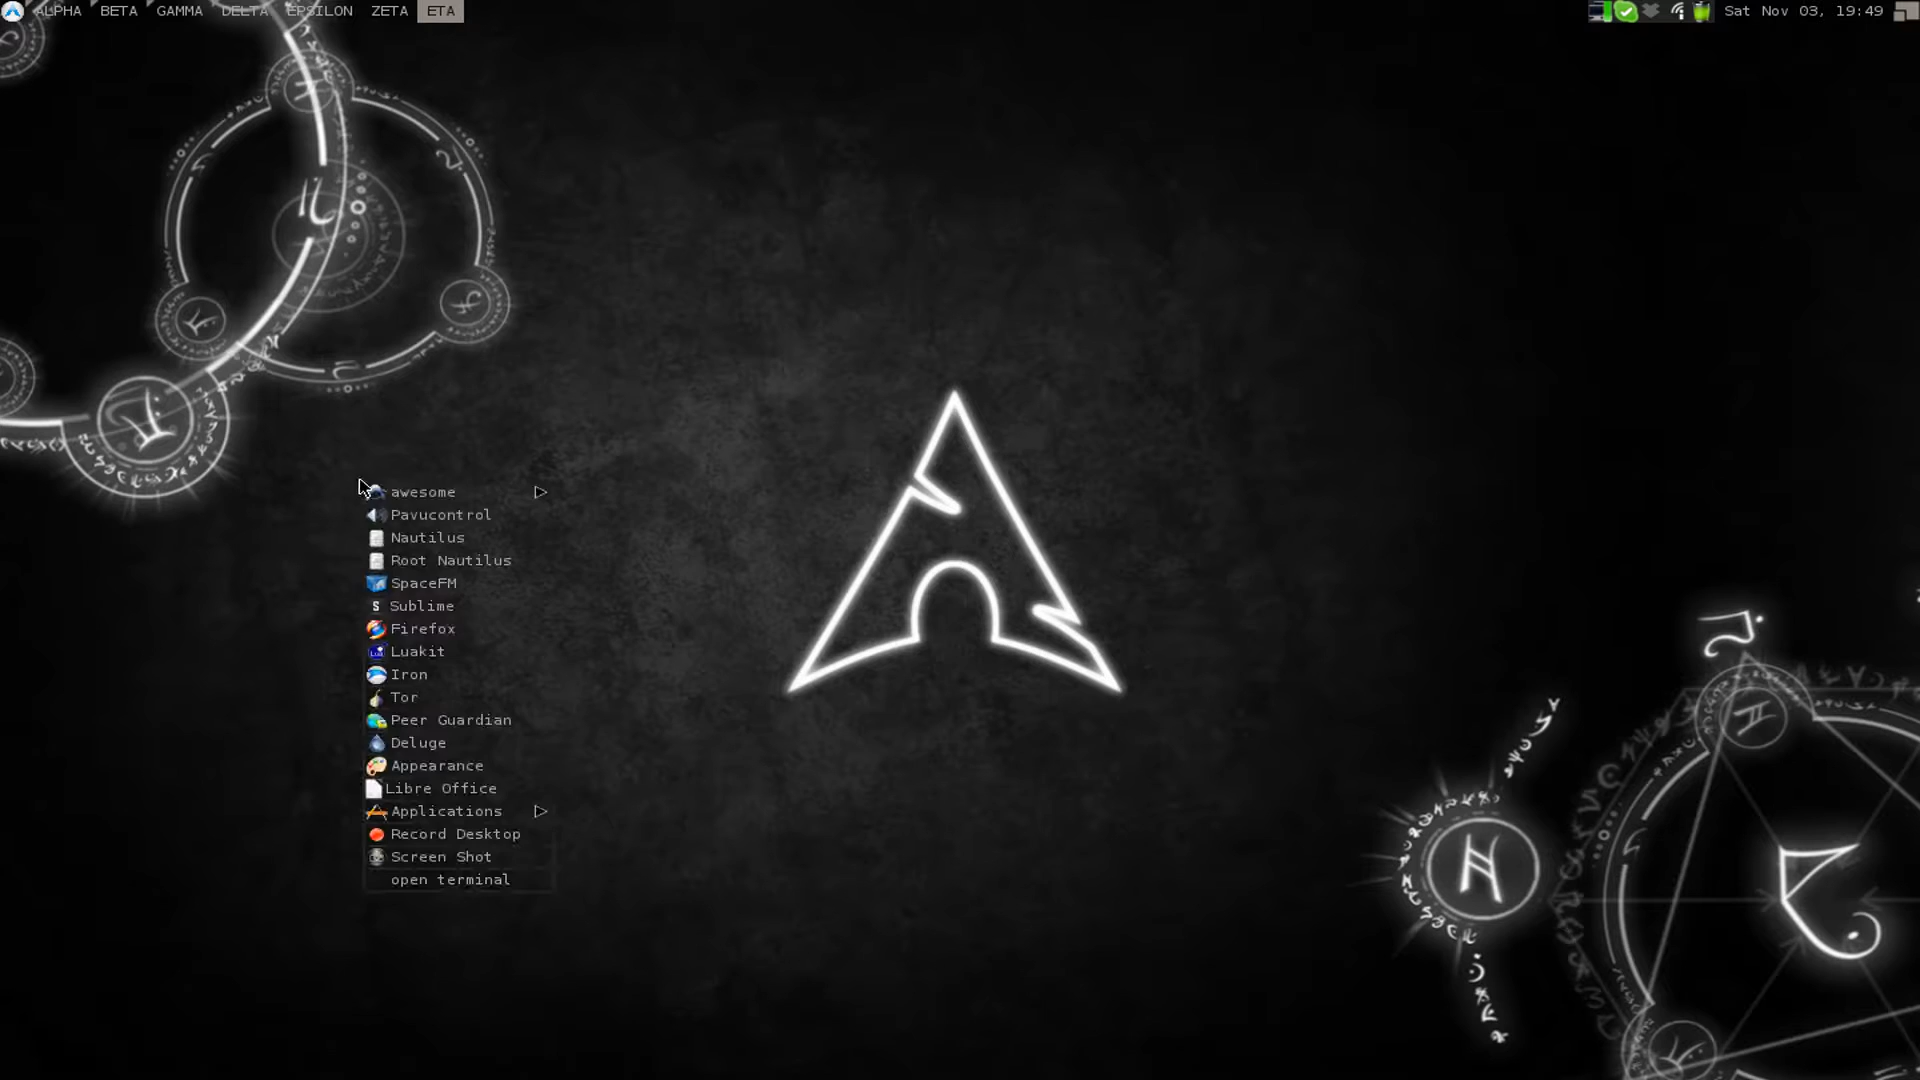 ALPHA BETA GAMMA DELTA EPSILON ZETA ETA Sat Nov 03, 19:49
awesome
Pavucontrol
Nautilus
Root Nautilus
SpaceFM
Sublime
Firefox
Luakit
Iron
Tor
Peer Guardian
Deluge
Appearance
Libre Office
Applications
Record Desktop
Screen Shot
open terminal